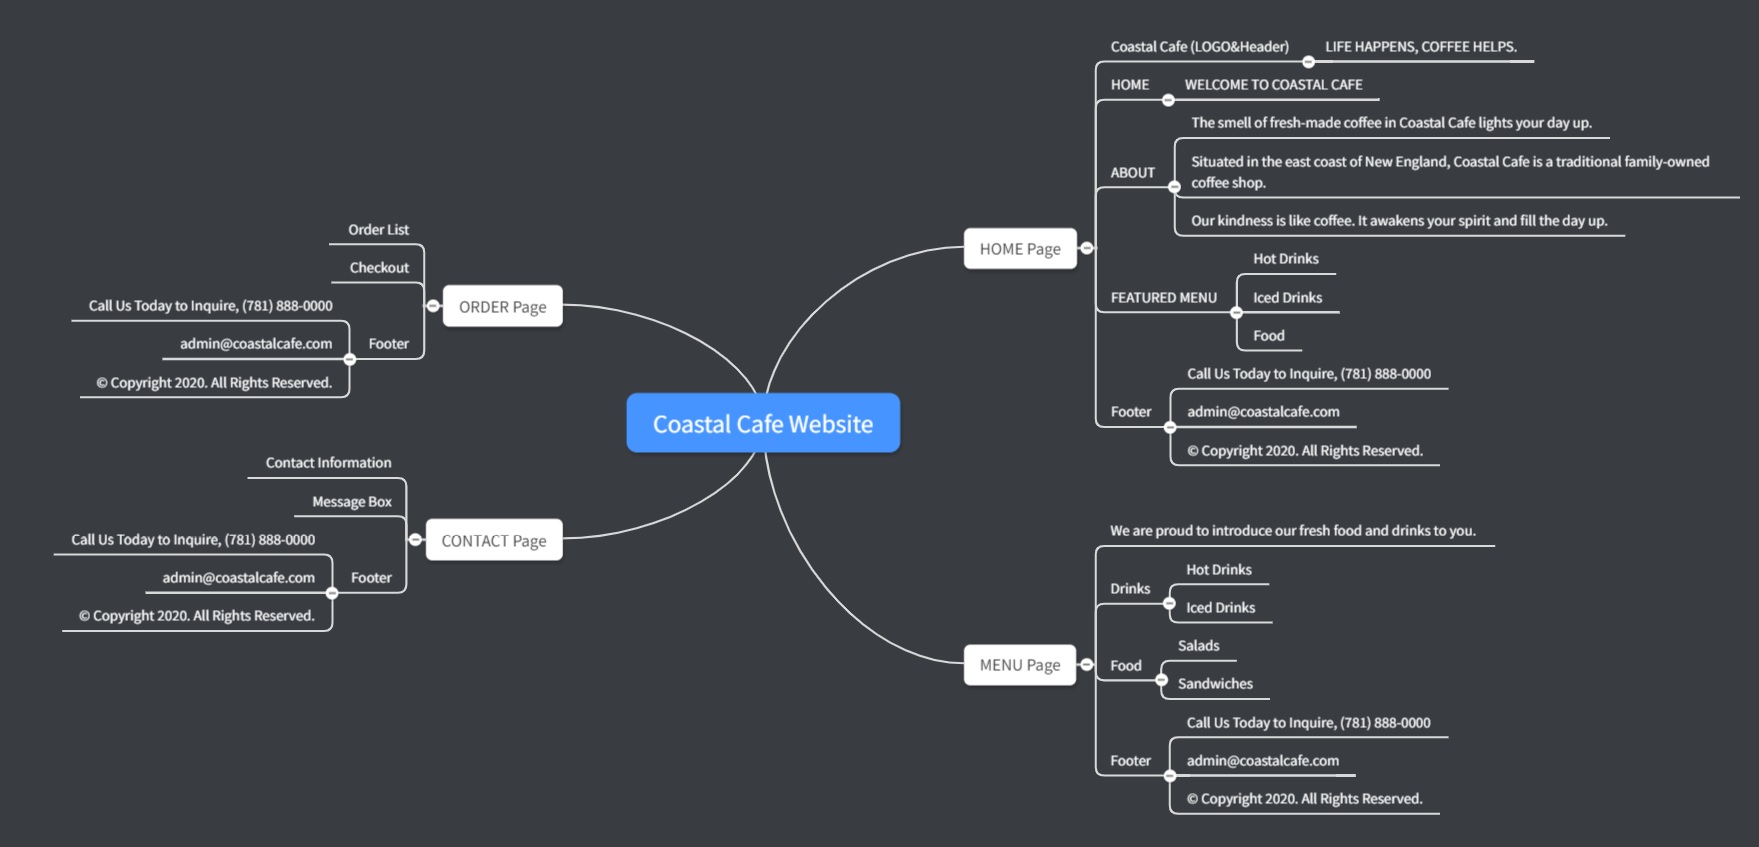 Coastal Cafe Website
HOME Page
Coastal Cafe (LOGO&Header)
LIFE HAPPENS, COFFEE HELPS.
HOME
WELCOME TO COASTAL CAFE
ABOUT
The smell of fresh-made coffee in Coastal Cafe lights your day up.
Situated in the east coast of New England, Coastal Cafe is a traditional family-owned
coffee shop.
Our kindness is like coffee. It awakens your spirit and fill the day up.
FEATURED MENU
Hot Drinks
Iced Drinks
Food
Footer
Call Us Today to Inquire, (781) 888-0000
admin@coastalcafe.com
© Copyright 2020. All Rights Reserved.
MENU Page
We are proud to introduce our fresh food and drinks to you.
Drinks
Hot Drinks
Iced Drinks
Food
Salads
Sandwiches
Footer
Call Us Today to Inquire, (781) 888-0000
admin@coastalcafe.com
© Copyright 2020. All Rights Reserved.
ORDER Page
Order List
Checkout
Footer
Call Us Today to Inquire, (781) 888-0000
admin@coastalcafe.com
© Copyright 2020. All Rights Reserved.
CONTACT Page
Contact Information
Message Box
Footer
Call Us Today to Inquire, (781) 888-0000
admin@coastalcafe.com
© Copyright 2020. All Rights Reserved.